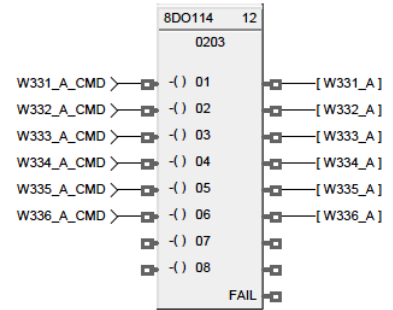 8DO114 12
0203
W331_A_CMD -( ) 01 [ W331_A ]
W332_A_CMD -( ) 02 [ W332_A ]
W333_A_CMD -( ) 03 [ W333_A ]
W334_A_CMD -( ) 04 [ W334_A ]
W335_A_CMD -( ) 05 [ W335_A ]
W336_A_CMD -( ) 06 [ W336_A ]
-( ) 07
-( ) 08
FAIL